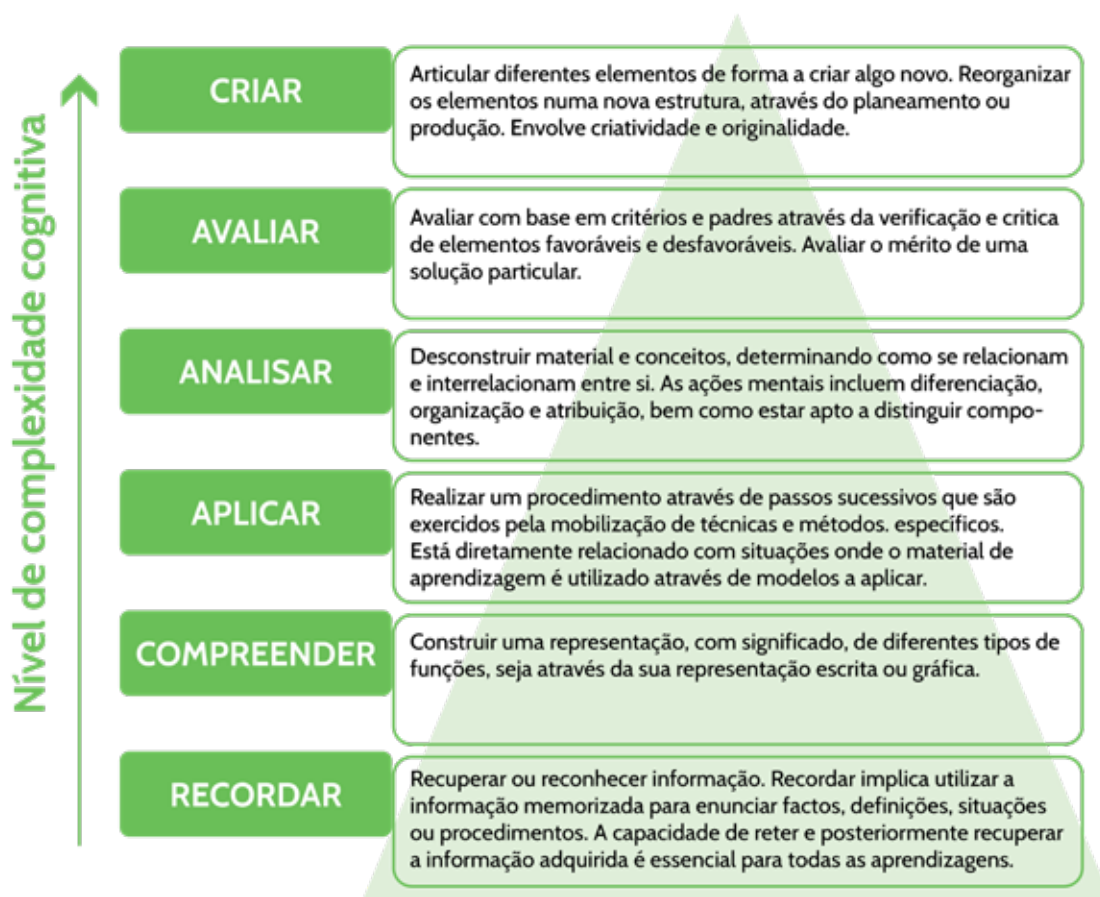 Nível de complexidade cognitiva
CRIAR
Articular diferentes elementos de forma a criar algo novo. Reorganizar
os elementos numa nova estrutura, através do planeamento ou
produção. Envolve criatividade e originalidade.
AVALIAR
Avaliar com base em critérios e padres através da verificação e critica
de elementos favoráveis e desfavoráveis. Avaliar o mérito de uma
solução particular.
ANALISAR
Desconstruir material e conceitos, determinando como se relacionam
e interrelacionam entre si. As ações mentais incluem diferenciação,
organização e atribuição, bem como estar apto a distinguir compo-
nentes.
APLICAR
Realizar um procedimento através de passos sucessivos que são
exercidos pela mobilização de técnicas e métodos. específicos.
Está diretamente relacionado com situações onde o material de
aprendizagem é utilizado através de modelos a aplicar.
COMPREENDER
Construir uma representação, com significado, de diferentes tipos de
funções, seja através da sua representação escrita ou gráfica.
RECORDAR
Recuperar ou reconhecer informação. Recordar implica utilizar a
informação memorizada para enunciar factos, definições, situações
ou procedimentos. A capacidade de reter e posteriormente recuperar
a informação adquirida é essencial para todas as aprendizagens.